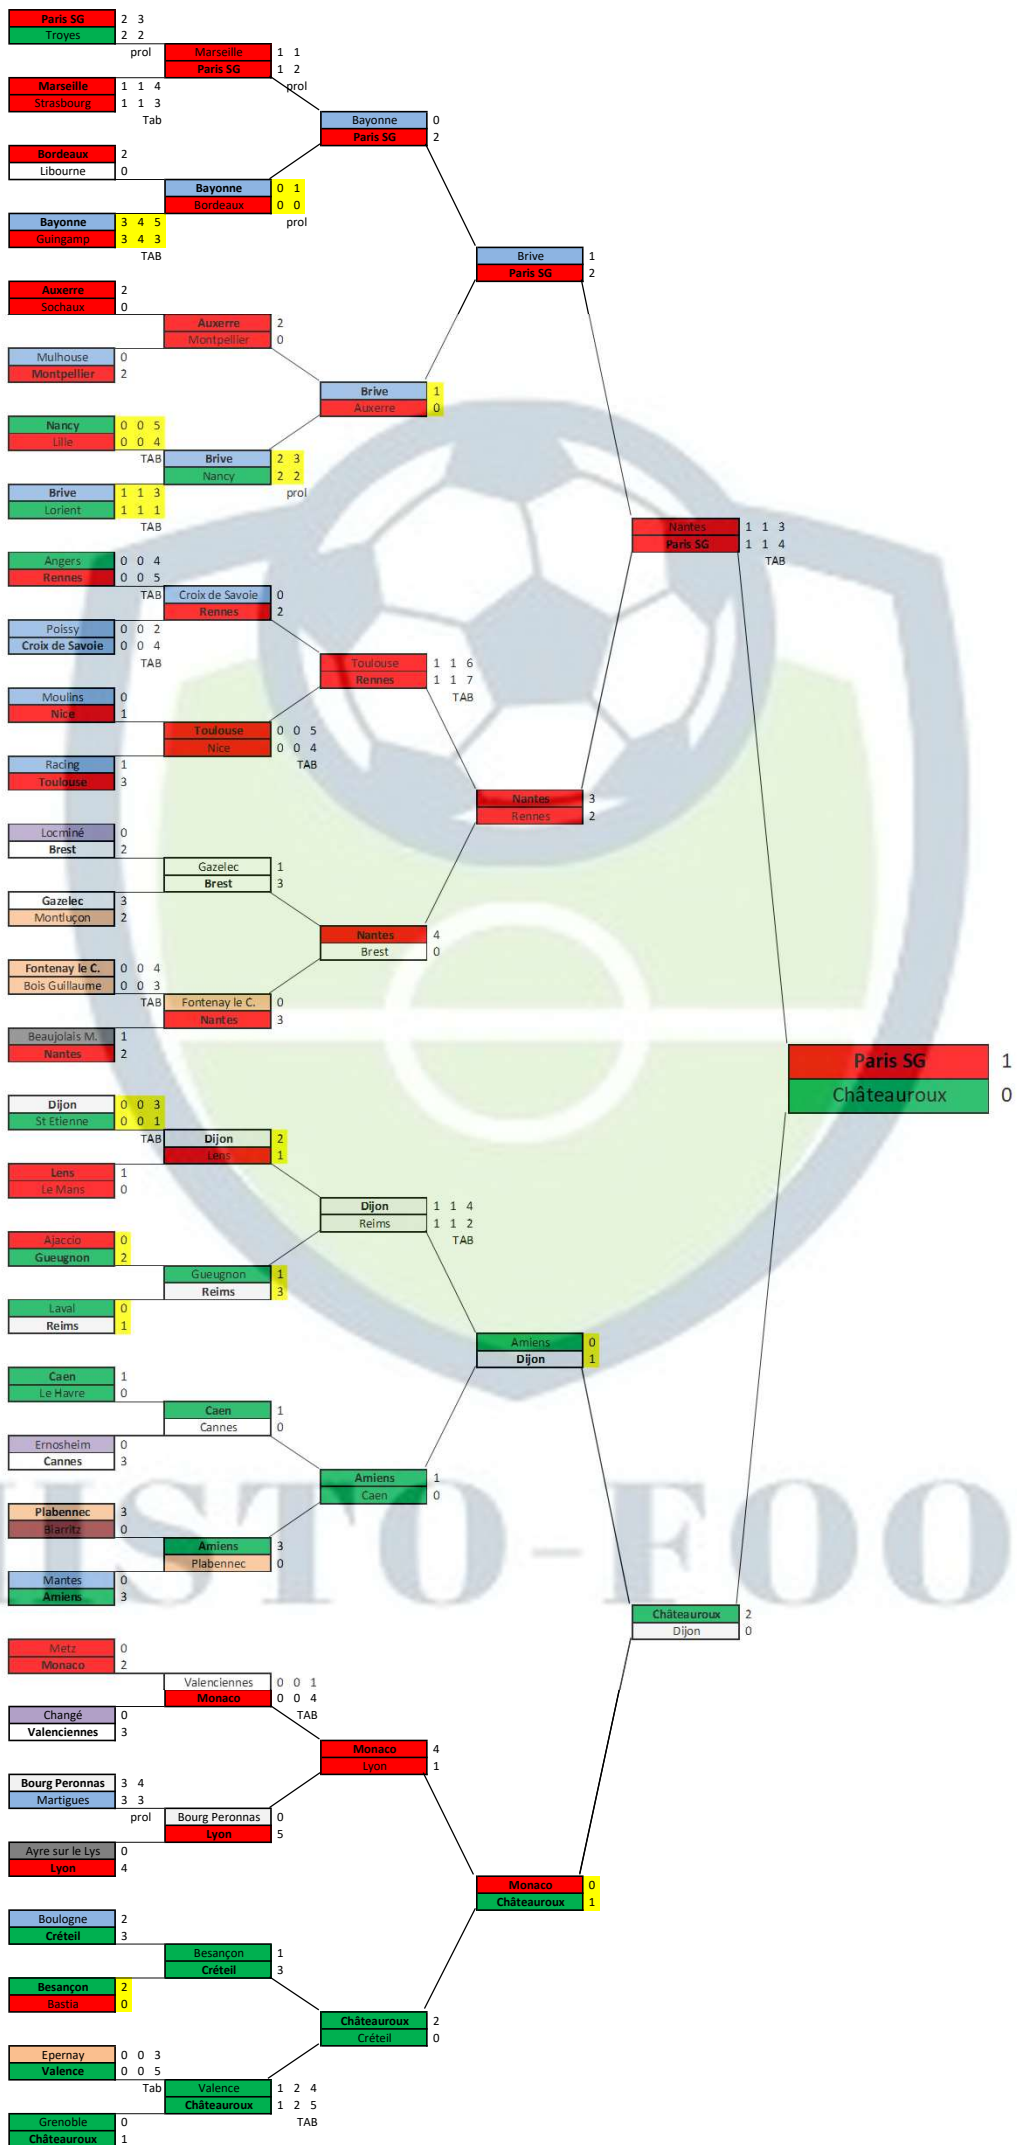 Paris SG 2 3
Troyes 2 2
prol
Marseille 1 1
Paris SG 1 2
prol
Marseille 1 1 4
Strasbourg 1 1 3
Tab
Bayonne 0
Paris SG 2
Bordeaux 2
Libourne 0
Bayonne 0 1
Bordeaux 0 0
prol
Bayonne 3 4 5
Guingamp 3 4 3
TAB
Brive 1
Paris SG 2
Auxerre 2
Sochaux 0
Auxerre 2
Montpellier 0
Mulhouse 0
Montpellier 2
Brive 1
Auxerre 0
Nancy 0 0 5
Lille 0 0 4
TAB
Brive 2 3
Nancy 2 2
prol
Brive 1 1 3
Lorient 1 1 1
TAB
Nantes 1 1 3
Paris SG 1 1 4
TAB
Angers 0 0 4
Rennes 0 0 5
TAB
Croix de Savoie 0
Rennes 2
Poissy 0 0 2
Croix de Savoie 0 0 4
TAB
Toulouse 1 1 6
Rennes 1 1 7
TAB
Moulins 0
Nice 1
Toulouse 0 0 5
Nice 0 0 4
TAB
Racing 1
Toulouse 3
Nantes 3
Rennes 2
Locminé 0
Brest 2
Gazelec 1
Brest 3
Gazelec 3
Montluçon 2
Nantes 4
Brest 0
Fontenay le C. 0 0 4
Bois Guillaume 0 0 3
TAB
Fontenay le C. 0
Nantes 3
Beaujolais M. 1
Nantes 2
Paris SG 1
Châteauroux 0
Dijon 0 0 3
St Etienne 0 0 1
TAB
Dijon 2
Lens 1
Lens 1
Le Mans 0
Dijon 1 1 4
Reims 1 1 2
TAB
Ajaccio 0
Gueugnon 2
Gueugnon 1
Reims 3
Laval 0
Reims 1
Amiens 0
Dijon 1
Caen 1
Le Havre 0
Caen 1
Cannes 0
Ernosheim 0
Cannes 3
Amiens 1
Caen 0
Plabennec 3
Biarritz 0
Amiens 3
Plabennec 0
Mantes 0
Amiens 3
HISTO-FOO
Châteauroux 2
Dijon 0
Metz 0
Monaco 2
Valenciennes 0 0 1
Monaco 0 0 4
TAB
Changé 0
Valenciennes 3
Monaco 4
Lyon 1
Bourg Peronnas 3 4
Martigues 3 3
prol
Bourg Peronnas 0
Lyon 5
Ayre sur le Lys 0
Lyon 4
Monaco 0
Châteauroux 1
Boulogne 2
Créteil 3
Besançon 1
Créteil 3
Besançon 2
Bastia 0
Châteauroux 2
Créteil 0
Epernay 0 0 3
Valence 0 0 5
Tab
Valence 1 2 4
Châteauroux 1 2 5
TAB
Grenoble 0
Châteauroux 1